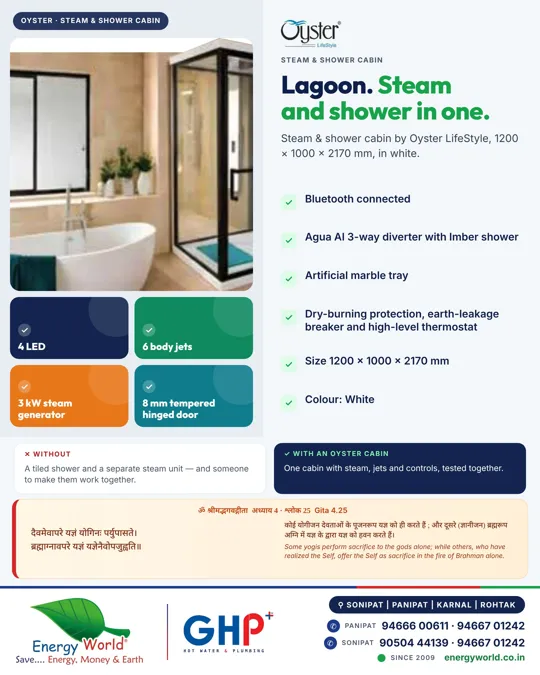 OYSTER · STEAM & SHOWER CABIN
Oyster®
LifeStyle
STEAM & SHOWER CABIN
Lagoon. Steam
and shower in one.
Steam & shower cabin by Oyster LifeStyle, 1200
× 1000 × 2170 mm, in white.
Bluetooth connected
Agua AI 3-way diverter with Imber shower
Artificial marble tray
Dry-burning protection, earth-leakage
breaker and high-level thermostat
Size 1200 × 1000 × 2170 mm
Colour: White
4 LED
6 body jets
3 kW steam
generator
8 mm tempered
hinged door
✕ WITHOUT
A tiled shower and a separate steam unit — and someone
to make them work together.
✓ WITH AN OYSTER CABIN
One cabin with steam, jets and controls, tested together.
ॐ श्रीमद्भगवद्गीता अध्याय 4 · श्लोक 25 Gita 4.25
दैवमेवापरे यज्ञं योगिनः पर्युपासते।
ब्रह्माग्नावपरे यज्ञं यज्ञेनैवोपजुह्वति॥
कोई योगीजन देवताओं के पूजनरूप यज्ञ को ही करते हैं ; और दूसरे (ज्ञानीजन) ब्रह्मरूप
अग्नि में यज्ञ के द्वारा यज्ञ को हवन करते हैं।
Some yogis perform sacrifice to the gods alone; while others, who have
realized the Self, offer the Self as sacrifice in the fire of Brahman alone.
Energy World
Save.... Energy, Money & Earth
GHP+
HOT WATER & PLUMBING
SONIPAT | PANIPAT | KARNAL | ROHTAK
PANIPAT 94666 00611 · 94667 01242
SONIPAT 90504 44139 · 94667 01242
SINCE 2009 energyworld.co.in